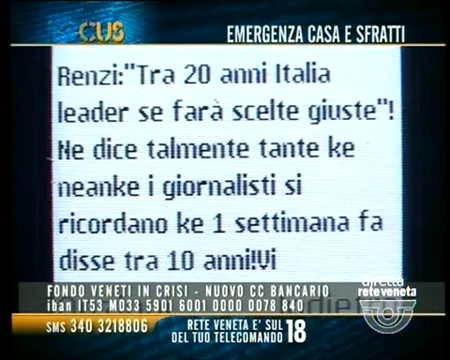 CUS
EMERGENZA CASA E SFRATTI
Renzi:"Tra 20 anni Italia
leader se farà scelte giuste"!
Ne dice talmente tante ke
neanke i giornalisti si
ricordano ke 1 settimana fa
disse tra 10 anni!Vi
FONDO VENETI IN CRISI - NUOVO CC BANCARIO
iban IT53 M033 5901 6001 0000 0078 840
diretta
reteveneta
SMS 340 3218806
RETE VENETA E' SUL
DEL TUO TELECOMANDO 18